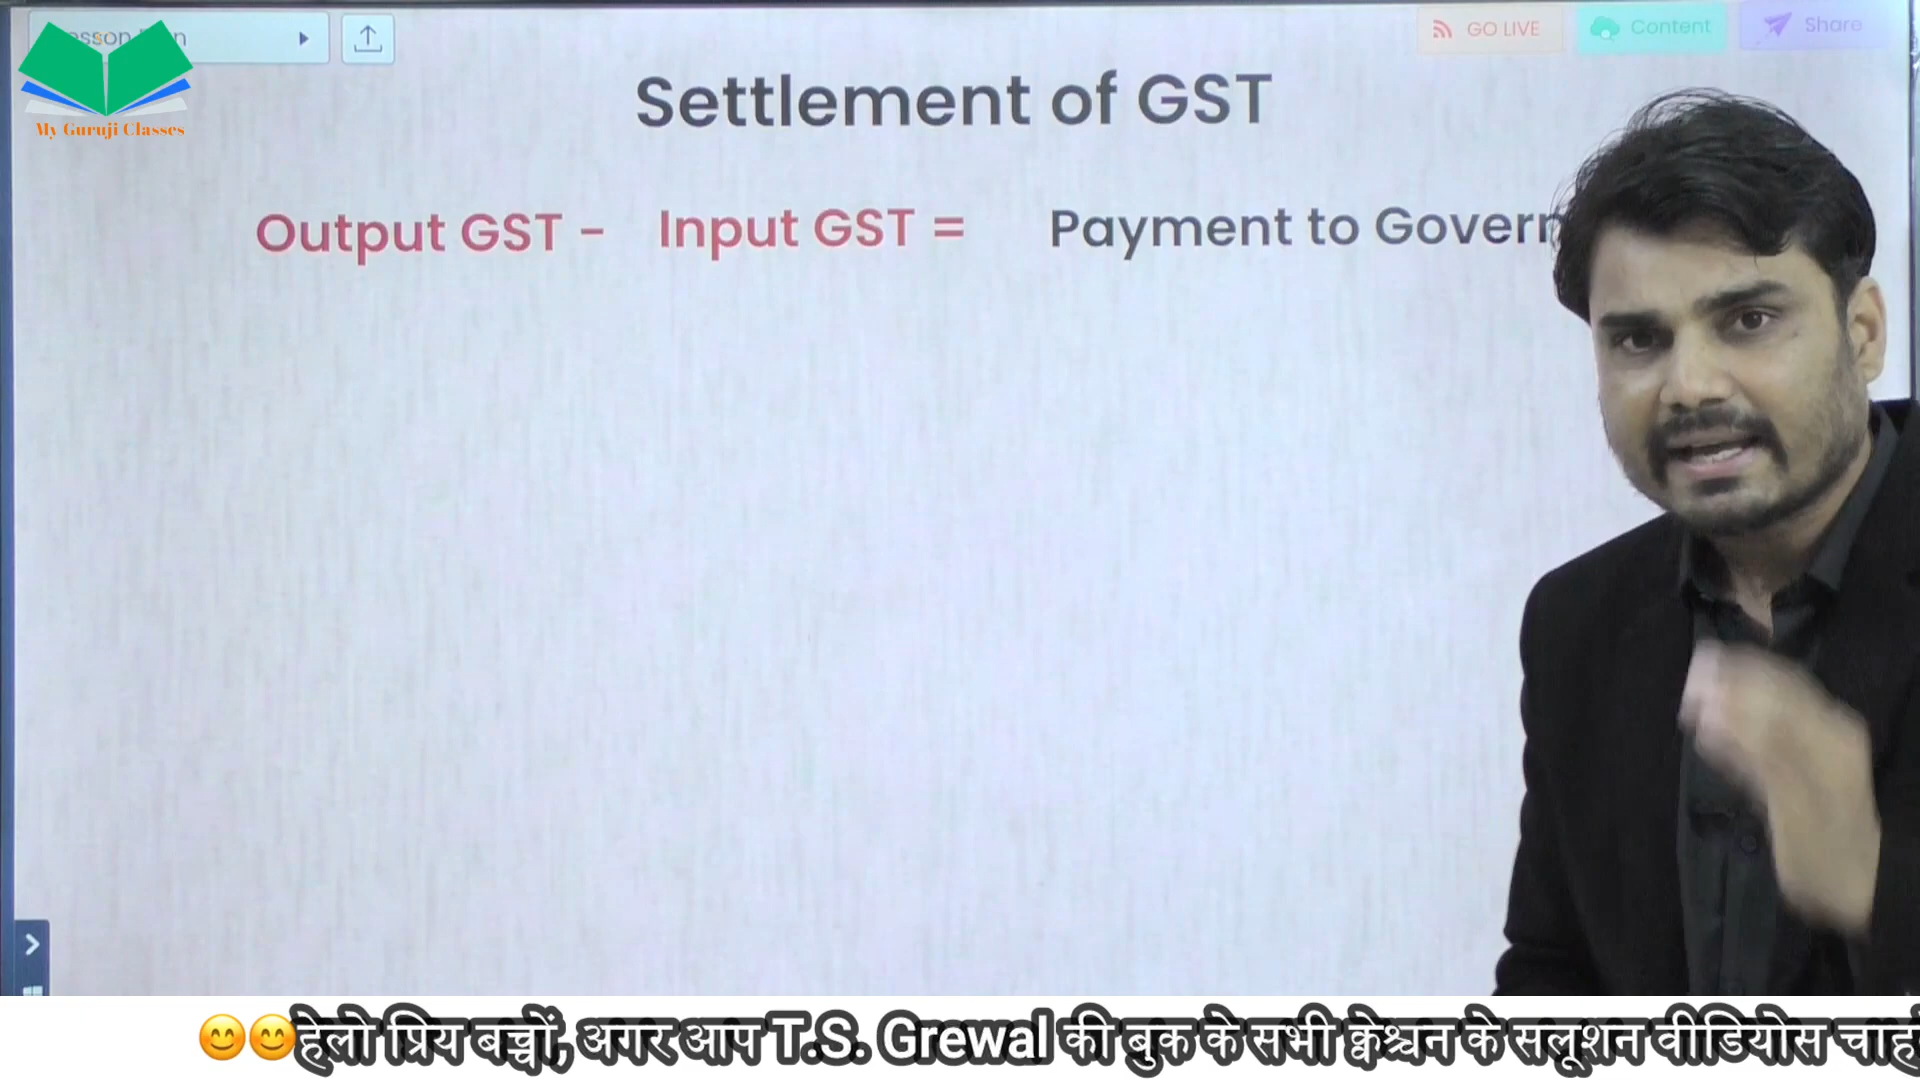 GO LIVE
Content
Share
My Guruji Classes
Settlement of GST
Output GST - Input GST = Payment to Govern
😊😊हेलो प्रिय बच्चों, अगर आप T.S. Grewal की बुक के सभी क्वेश्चन के सलूशन वीडियोस चाह